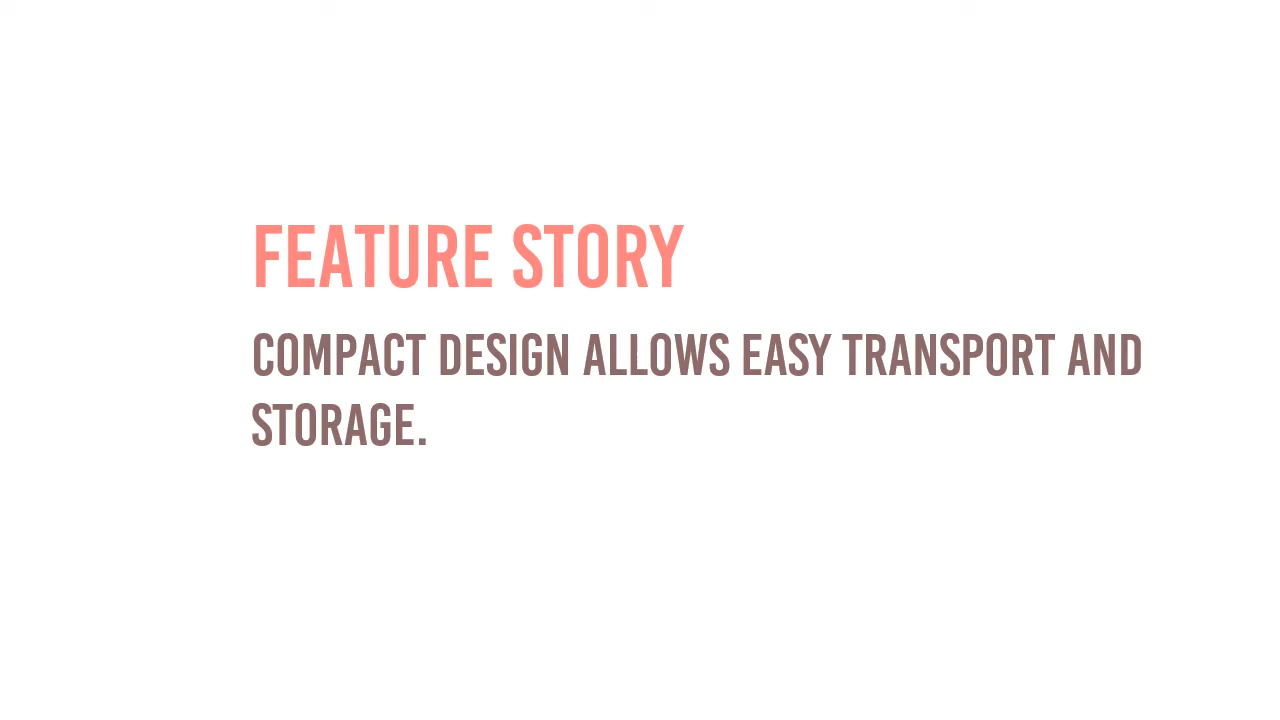 FEATURE STORY
COMPACT DESIGN ALLOWS EASY TRANSPORT AND
STORAGE.